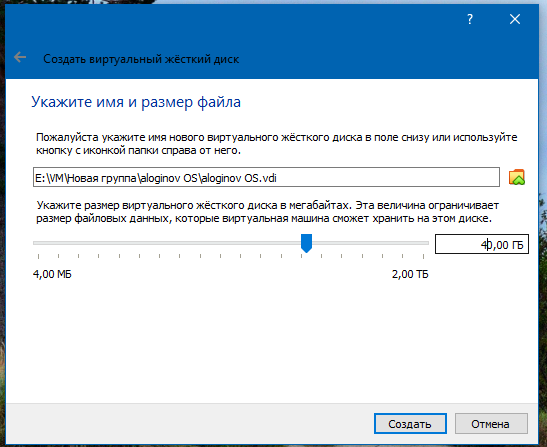 ?
Создать виртуальный жёсткий диск
Укажите имя и размер файла
Пожалуйста укажите имя нового виртуального жёсткого диска в поле снизу или используйте
кнопку с иконкой папки справа от него.
E:\VM\Новая группа\aloginov OS\aloginov OS.vdi
Укажите размер виртуального жёсткого диска в мегабайтах. Эта величина ограничивает
размер файловых данных, которые виртуальная машина сможет хранить на этом диске.
40,00 ГБ
4,00 МБ 2,00 ТБ
Создать Отмена